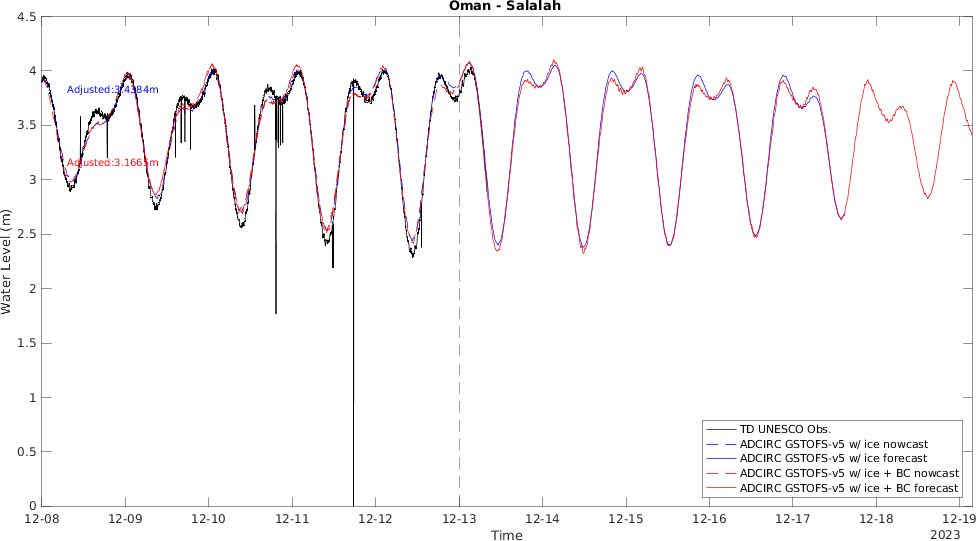 Oman - Salalah
4.5
4
3.5
3
2.5
2
1.5
1
0.5
0
Water Level (m)
Adjusted:3.4384m
Adjusted:3.1665m
TD UNESCO Obs.
ADCIRC GSTOFS-v5 w/ ice nowcast
ADCIRC GSTOFS-v5 w/ ice forecast
ADCIRC GSTOFS-v5 w/ ice + BC nowcast
ADCIRC GSTOFS-v5 w/ ice + BC forecast
12-08 12-09 12-10 12-11 12-12 12-13 12-14 12-15 12-16 12-17 12-18 12-19
Time
2023